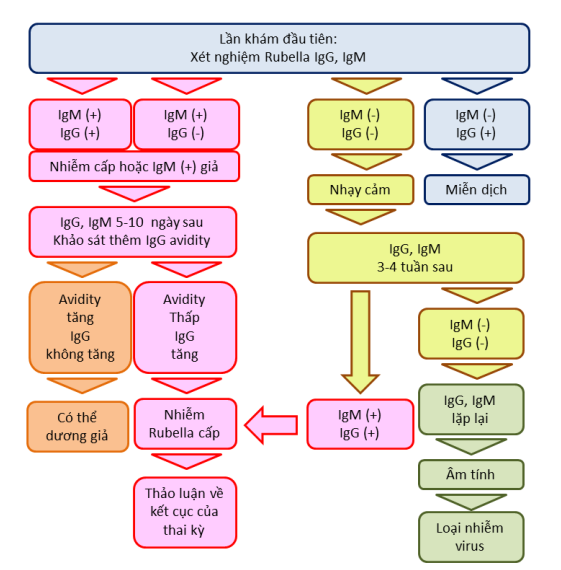 Lần khám đầu tiên:
Xét nghiệm Rubella IgG, IgM
IgM (+)
IgG (+)
IgM (+)
IgG (-)
IgM (-)
IgG (-)
IgM (-)
IgG (+)
Nhiễm cấp hoặc IgM (+) giả
Nhạy cảm
Miễn dịch
IgG, IgM 5-10 ngày sau
Khảo sát thêm IgG avidity
IgG, IgM
3-4 tuần sau
Avidity
tăng
IgG
không tăng
Avidity
Thấp
IgG
tăng
IgM (-)
IgG (-)
Có thể
dương giả
Nhiễm
Rubella cấp
IgM (+)
IgG (+)
IgG, IgM
lặp lại
Âm tính
Thảo luận về
kết cục của
thai kỳ
Loại nhiễm
virus